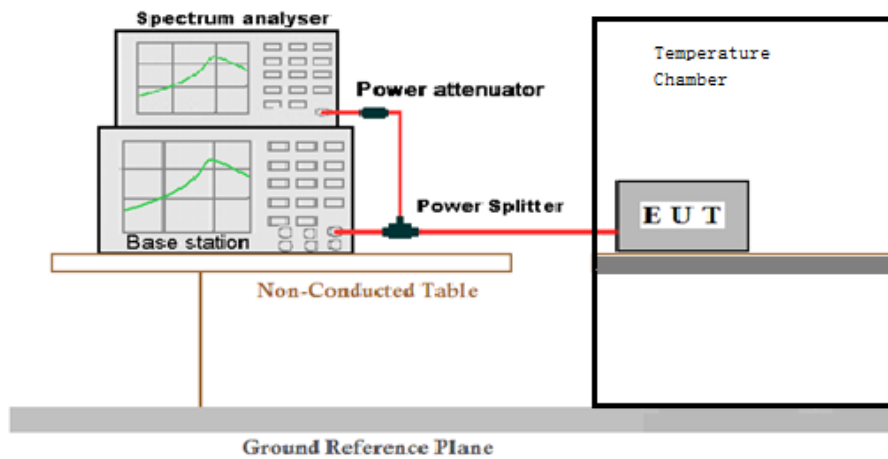 Spectrum analyser
Temperature
Chamber
Power attenuator
Power Splitter
E U T
Base station
Non-Conducted Table
Ground Reference Plane